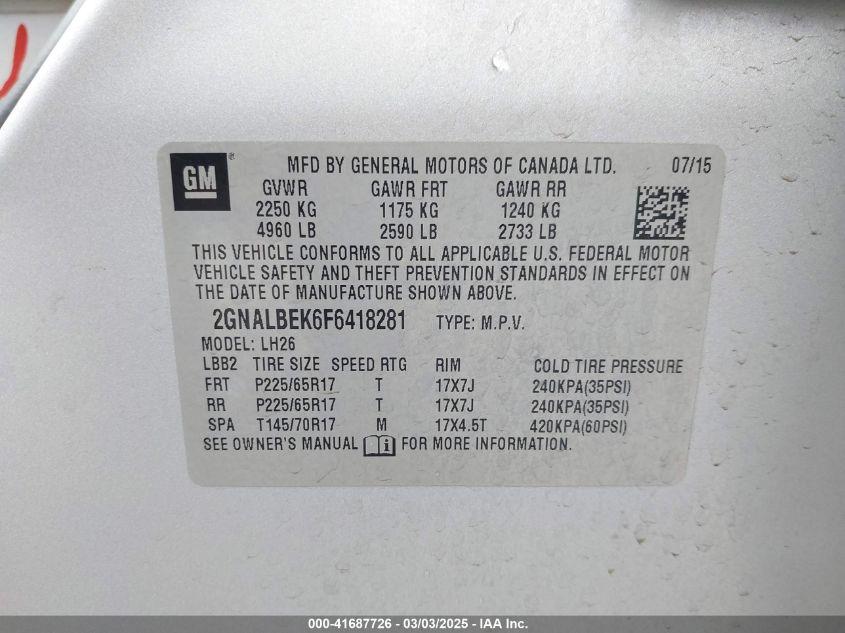 GM ® MFD BY GENERAL MOTORS OF CANADA LTD. 07/15
GVWR GAWR FRT GAWR RR
2250 KG 1175 KG 1240 KG
4960 LB 2590 LB 2733 LB
THIS VEHICLE CONFORMS TO ALL APPLICABLE U.S. FEDERAL MOTOR
VEHICLE SAFETY AND THEFT PREVENTION STANDARDS IN EFFECT ON
THE DATE OF MANUFACTURE SHOWN ABOVE.
2GNALBEK6F6418281 TYPE: M.P.V.
MODEL: LH26
LBB2 TIRE SIZE SPEED RTG RIM COLD TIRE PRESSURE
FRT P225/65R17 T 17X7J 240KPA(35PSI)
RR P225/65R17 T 17X7J 240KPA(35PSI)
SPA T145/70R17 M 17X4.5T 420KPA(60PSI)
SEE OWNER'S MANUAL i FOR MORE INFORMATION.
000-41687726 - 03/03/2025 - IAA Inc.